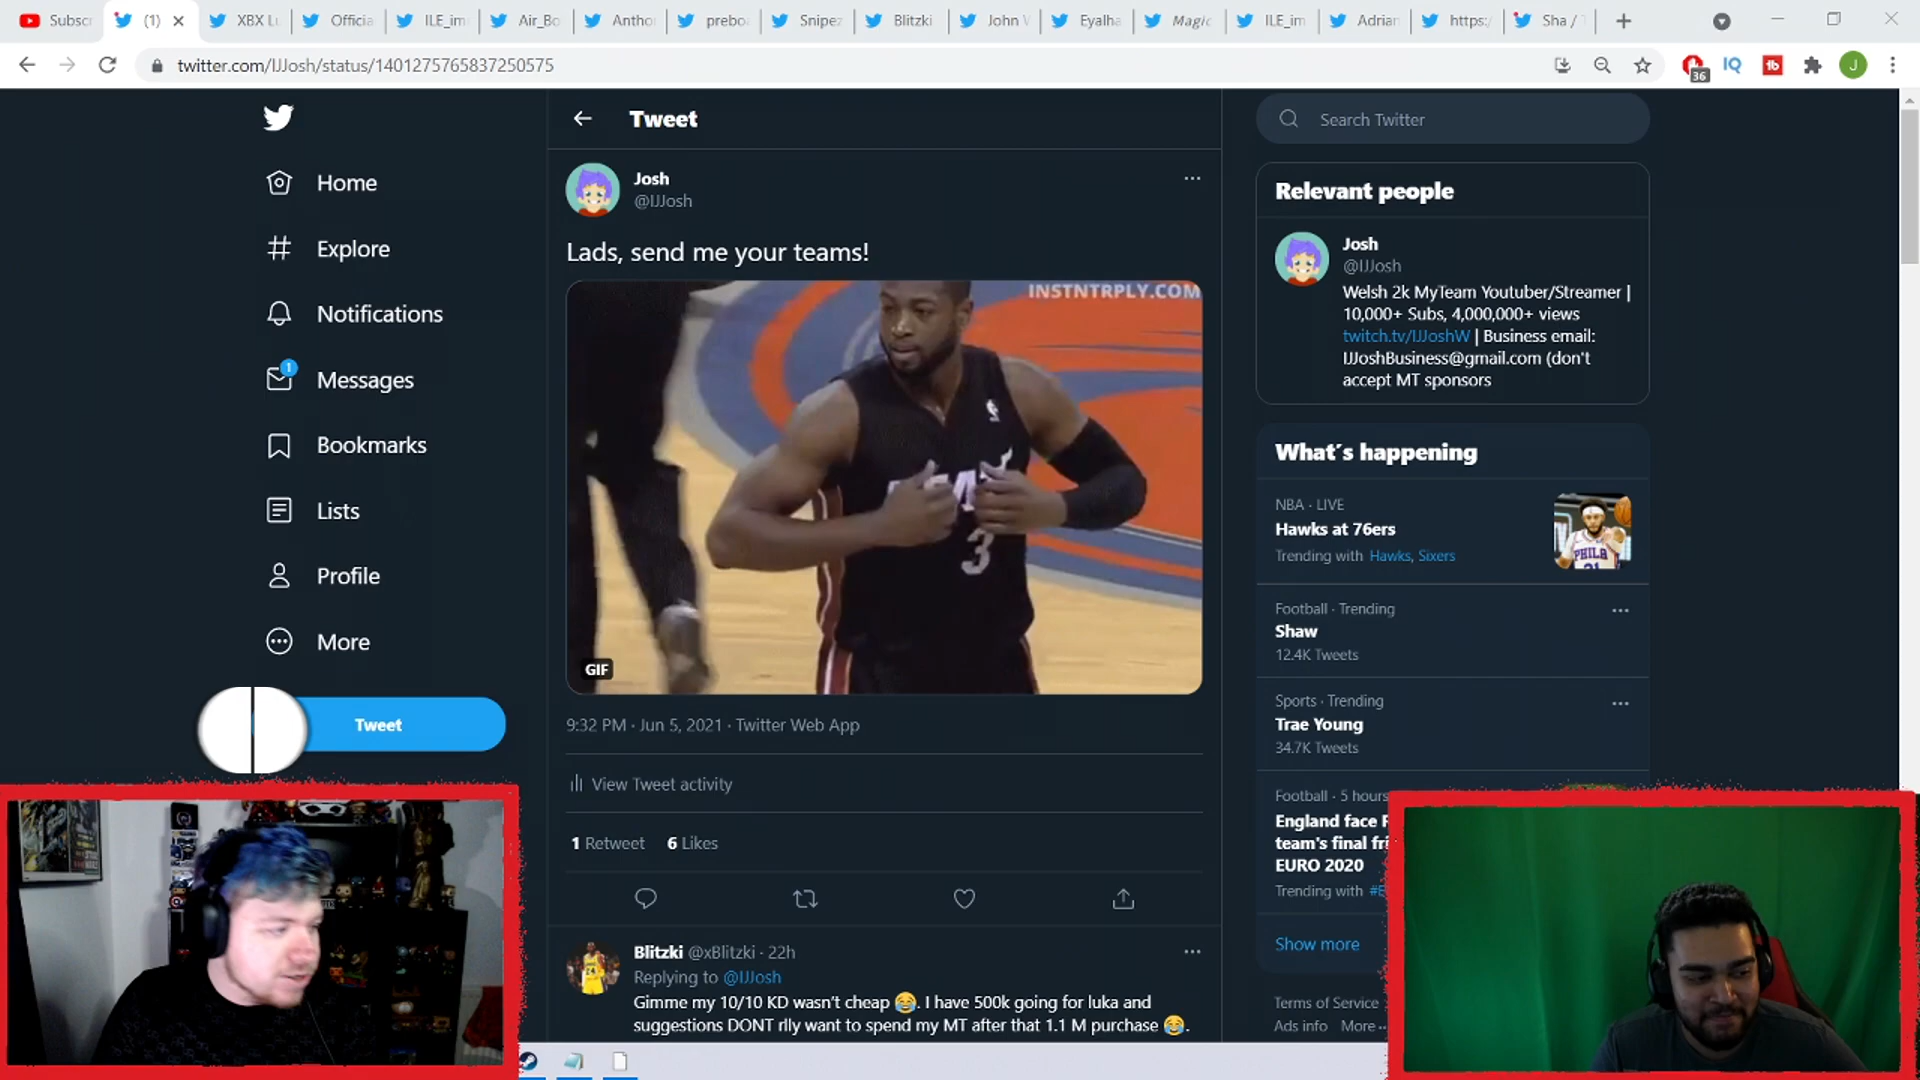 Subscr
(1)
XBX Lu
Officia
ILE_im
Air_Bo
Antho
prebo
Snipez
Blitzki
John
Eyalha
Magic
ILE_im
Adrian
https:/
Sha /
twitter.com/IJJosh/status/1401275765837250575
36
IQ
J
Home
Explore
Notifications
1
Messages
Bookmarks
Lists
Profile
More
Tweet
Tweet
Josh
@IJJosh
Lads, send me your teams!
INSTNTRPLY.COM
3
GIF
9:32 PM · Jun 5, 2021 · Twitter Web App
View Tweet activity
1 Retweet 6 Likes
Blitzki @xBlitzki · 22h
Replying to @IJJosh
Gimme my 10/10 KD wasn't cheap 😂. I have 500k going for luka and
suggestions DONT rlly want to spend my MT after that 1.1 M purchase 😂.
Search Twitter
Relevant people
Josh
@IJJosh
Welsh 2k MyTeam Youtuber/Streamer |
10,000+ Subs, 4,000,000+ views
twitch.tv/IJJoshW | Business email:
IJJoshBusiness@gmail.com (don't
accept MT sponsors
What's happening
NBA · LIVE
Hawks at 76ers
Trending with Hawks, Sixers
PHILA
Football · Trending
Shaw
12.4K Tweets
Sports · Trending
Trae Young
34.7K Tweets
Football · 5 hours
England face
team's final fri
EURO 2020
Trending with #E
Show more
Terms of Service
Ads info More